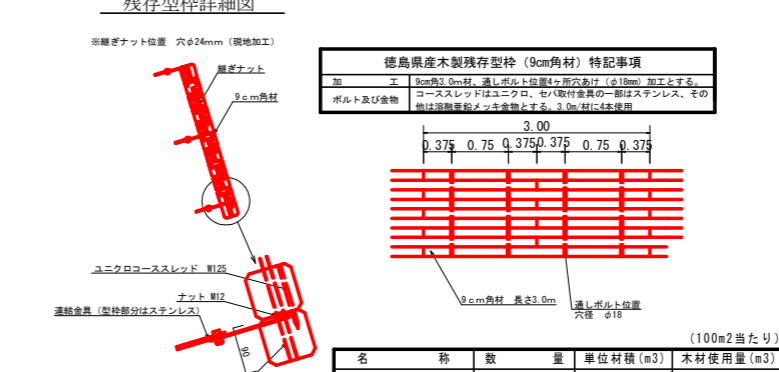 残存型枠詳細図
※継ぎナット位置 穴φ24mm（現地加工）
継ぎナット
9cm角材
徳島県産木製残存型枠（9cm角材）特記事項
加 工 9cm角3.0m材、通しボルト位置4ヶ所穴あけ（φ18mm）加工とする。
ボルト及び金物 コーススレッドはユニクロ、セパ取付金具の一部はステンレス、その
他は溶融亜鉛メッキ金物とする。3.0m/材に4本使用
3.00
0.375 0.75 0.375 0.375 0.75 0.375
ユニクロコーススレッド W125
ナット M12
連結金具（型枠部分はステンレス）
90
9cm角材 長さ3.0m
通しボルト位置
穴径 φ18
(100m2当たり)
名 称 数 量 単位材積(m3) 木材使用量(m3)